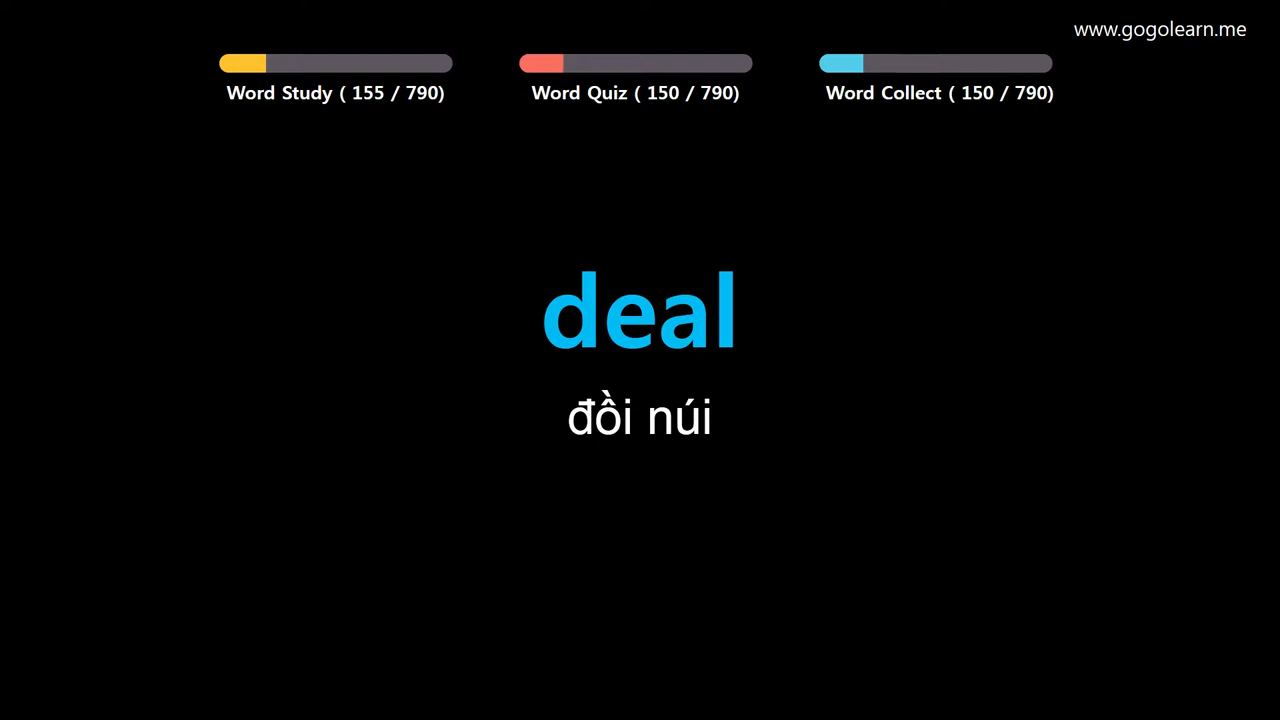 www.gogolearn.me
Word Study ( 155 / 790)
Word Quiz ( 150 / 790)
Word Collect ( 150 / 790)
deal
đồi núi